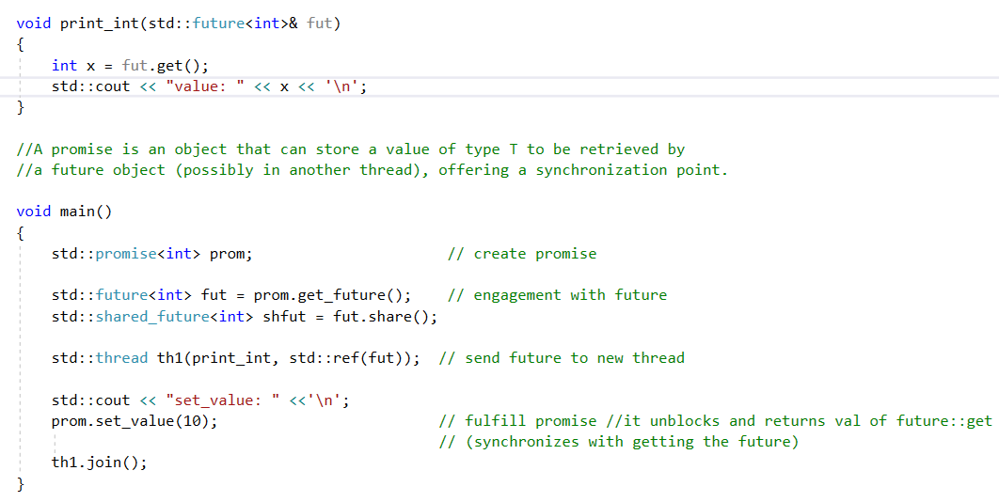 void print_int(std::future<int>& fut)
{
    int x = fut.get();
    std::cout << "value: " << x << '\n';
}
//A promise is an object that can store a value of type T to be retrieved by
//a future object (possibly in another thread), offering a synchronization point.
void main()
{
    std::promise<int> prom;                      // create promise
    std::future<int> fut = prom.get_future();    // engagement with future
    std::shared_future<int> shfut = fut.share();
    std::thread th1(print_int, std::ref(fut));  // send future to new thread
    std::cout << "set_value: " <<'\n';
    prom.set_value(10);                         // fulfill promise //it unblocks and returns val of future::get
                                                // (synchronizes with getting the future)
    th1.join();
}